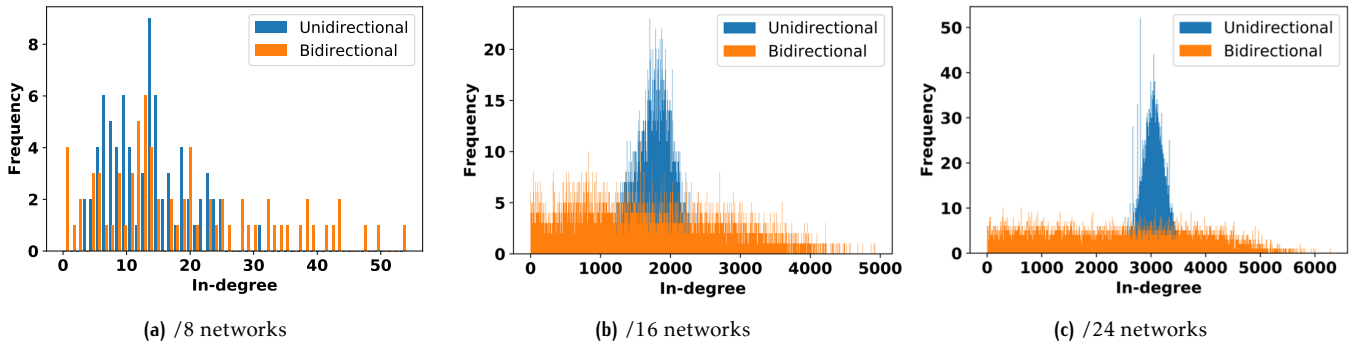 Unidirectional
Bidirectional
Frequency
8
6
4
2
0
0 10 20 30 40 50
In-degree
(a) /8 networks
Unidirectional
Bidirectional
Frequency
20
15
10
5
0
0 1000 2000 3000 4000 5000
In-degree
(b) /16 networks
Unidirectional
Bidirectional
Frequency
50
40
30
20
10
0
0 1000 2000 3000 4000 5000 6000
In-degree
(c) /24 networks